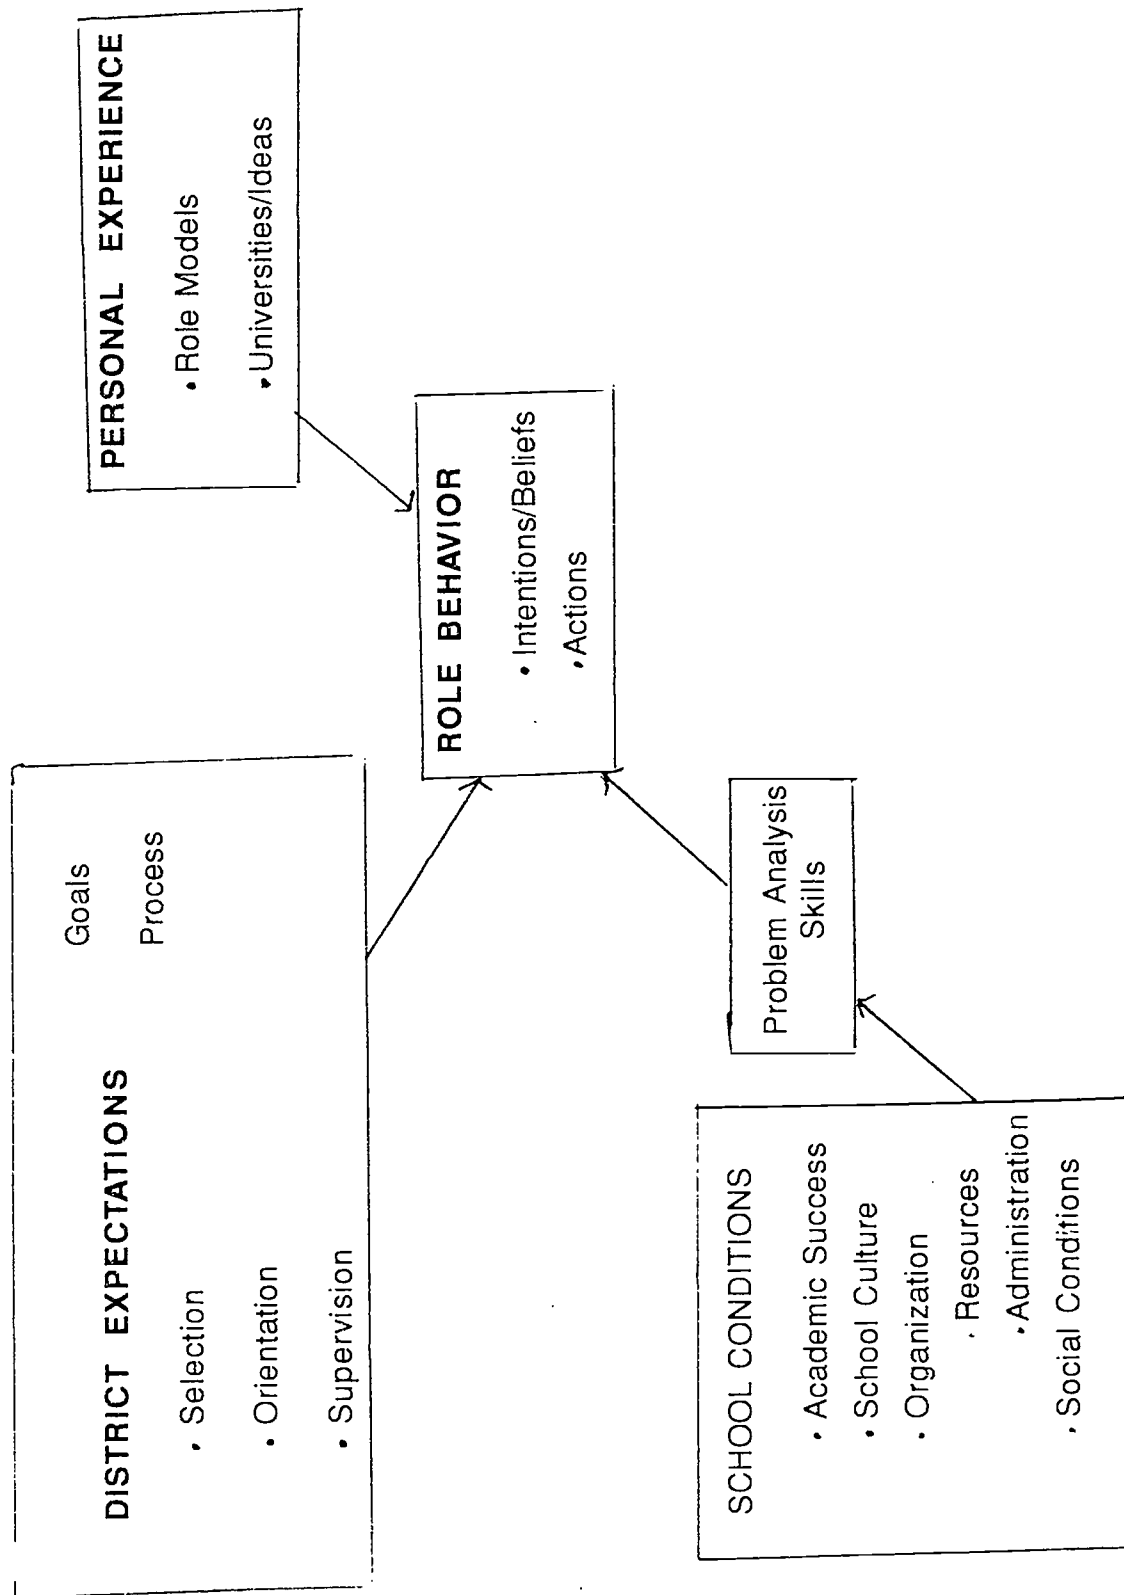 DISTRICT EXPECTATIONS
Goals
Process
• Selection
• Orientation
• Supervision
PERSONAL EXPERIENCE
• Role Models
• Universities/Ideas
ROLE BEHAVIOR
• Intentions/Beliefs
• Actions
Problem Analysis
Skills
SCHOOL CONDITIONS
• Academic Success
• School Culture
• Organization
• Resources
• Administration
• Social Conditions